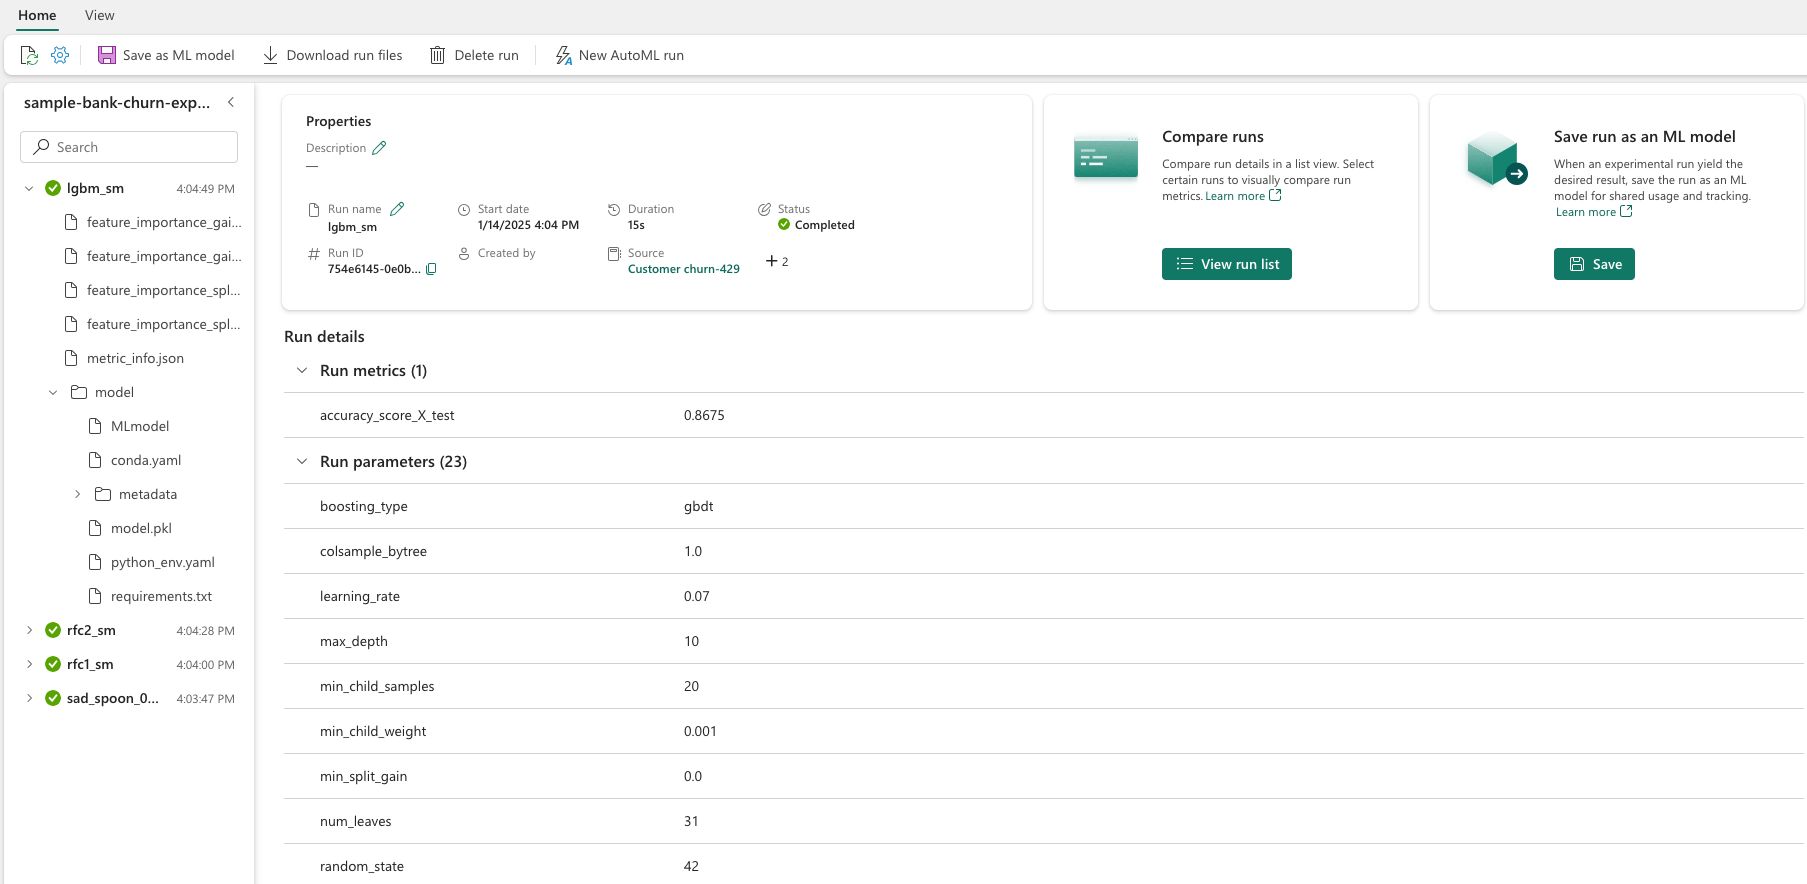 Home View
Save as ML model Download run files Delete run New AutoML run
sample-bank-churn-exp...
Search
lgbm_sm 4:04:49 PM
feature_importance_gai...
feature_importance_gai...
feature_importance_spl...
feature_importance_spl...
metric_info.json
model
MLmodel
conda.yaml
metadata
model.pkl
python_env.yaml
requirements.txt
rfc2_sm 4:04:28 PM
rfc1_sm 4:04:00 PM
sad_spoon_0... 4:03:47 PM
Properties
Description
—
Run name
lgbm_sm
Start date
1/14/2025 4:04 PM
Duration
15s
Status
Completed
Run ID
754e6145-0e0b...
Created by
Source
Customer churn-429
+ 2
Compare runs
Compare run details in a list view. Select
certain runs to visually compare run
metrics. Learn more
View run list
Save run as an ML model
When an experimental run yield the
desired result, save the run as an ML
model for shared usage and tracking.
Learn more
Save
Run details
Run metrics (1)
accuracy_score_X_test 0.8675
Run parameters (23)
boosting_type gbdt
colsample_bytree 1.0
learning_rate 0.07
max_depth 10
min_child_samples 20
min_child_weight 0.001
min_split_gain 0.0
num_leaves 31
random_state 42